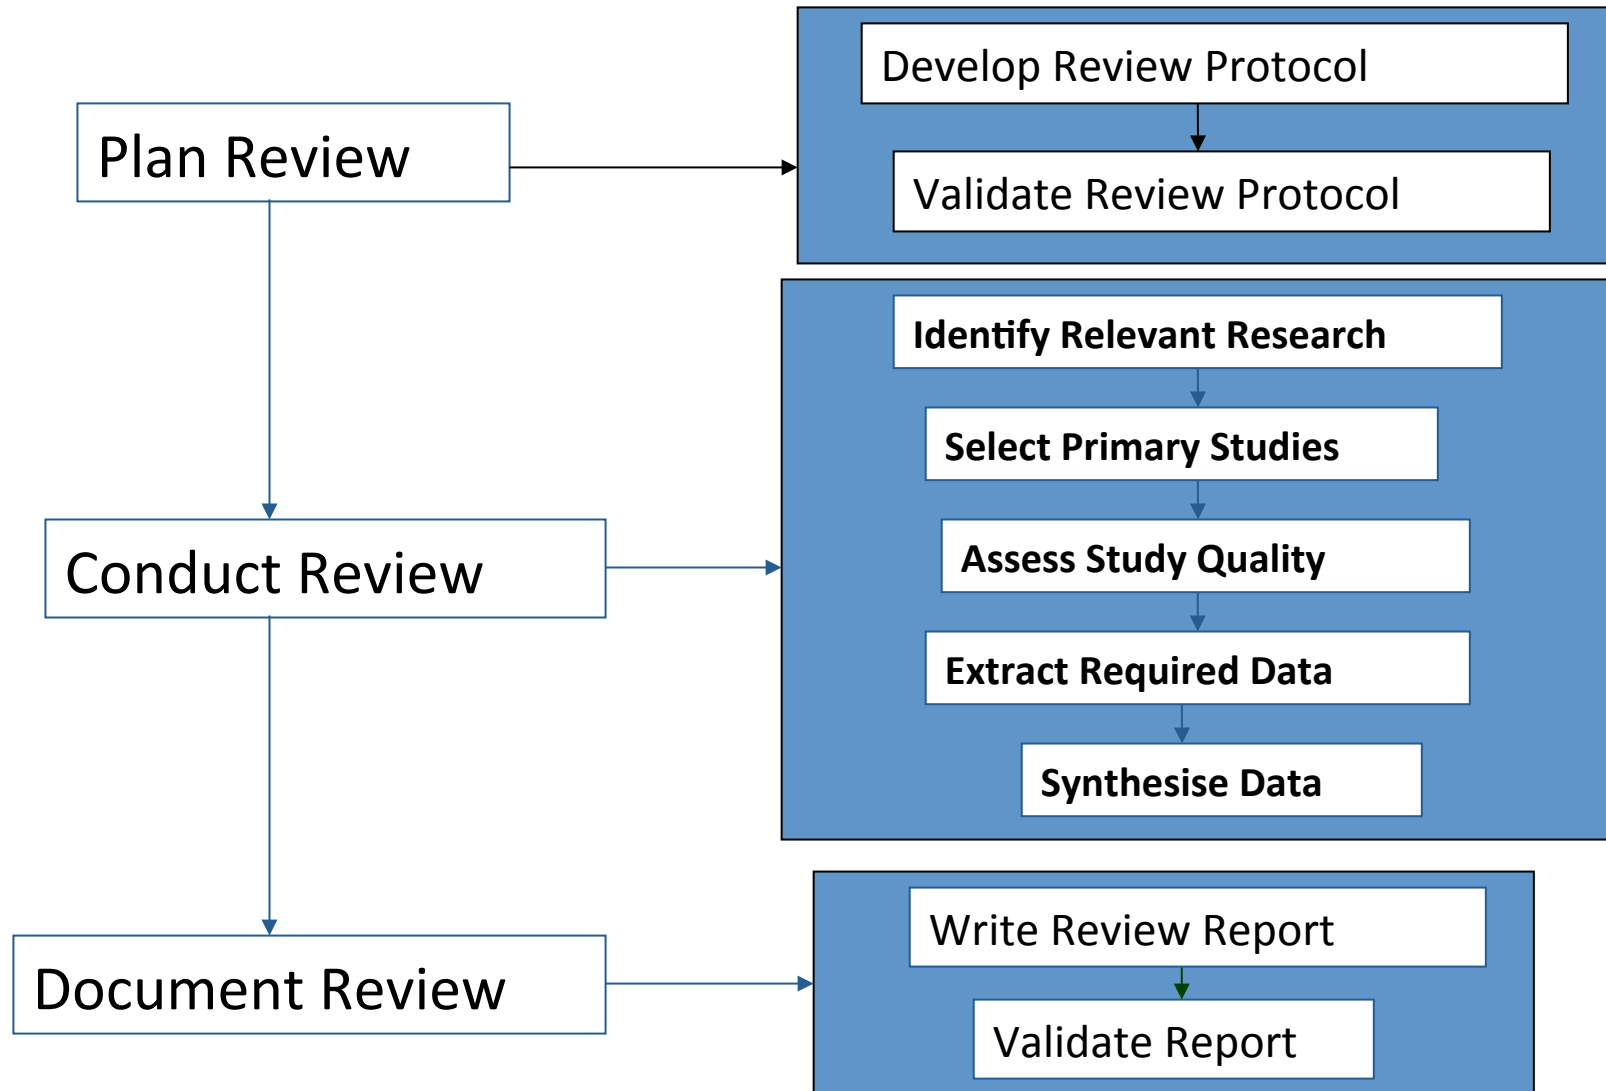 Plan Review
Develop Review Protocol
Validate Review Protocol
Conduct Review
Identify Relevant Research
Select Primary Studies
Assess Study Quality
Extract Required Data
Synthesise Data
Document Review
Write Review Report
Validate Report